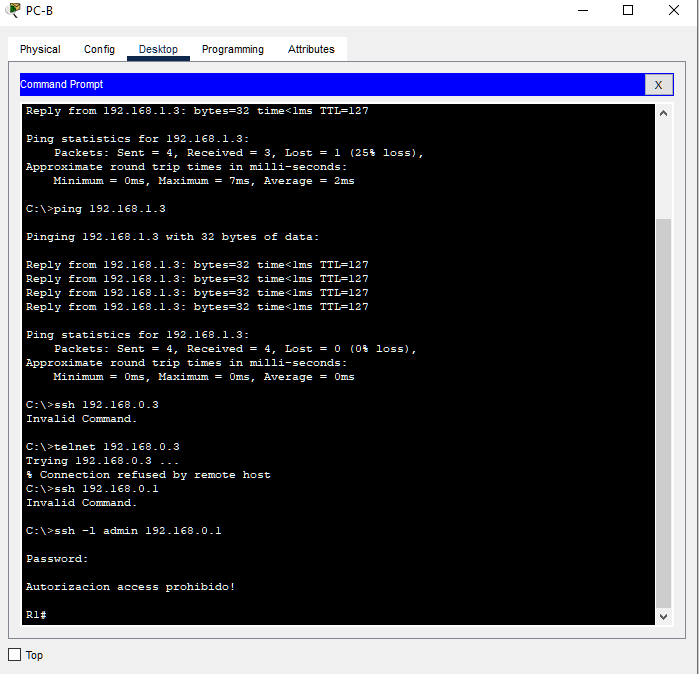 PC-B
Physical Config Desktop Programming Attributes
Command Prompt
X
Reply from 192.168.1.3: bytes=32 time<1ms TTL=127
Ping statistics for 192.168.1.3:
Packets: Sent = 4, Received = 3, Lost = 1 (25% loss),
Approximate round trip times in milli-seconds:
Minimum = 0ms, Maximum = 7ms, Average = 2ms
C:\>ping 192.168.1.3
Pinging 192.168.1.3 with 32 bytes of data:
Reply from 192.168.1.3: bytes=32 time<1ms TTL=127
Reply from 192.168.1.3: bytes=32 time<1ms TTL=127
Reply from 192.168.1.3: bytes=32 time<1ms TTL=127
Reply from 192.168.1.3: bytes=32 time<1ms TTL=127
Ping statistics for 192.168.1.3:
Packets: Sent = 4, Received = 4, Lost = 0 (0% loss),
Approximate round trip times in milli-seconds:
Minimum = 0ms, Maximum = 0ms, Average = 0ms
C:\>ssh 192.168.0.3
Invalid Command.
C:\>telnet 192.168.0.3
Trying 192.168.0.3 ...
% Connection refused by remote host
C:\>ssh 192.168.0.1
Invalid Command.
C:\>ssh -l admin 192.168.0.1
Password:
Autorizacion access prohibido!
R1#
Top